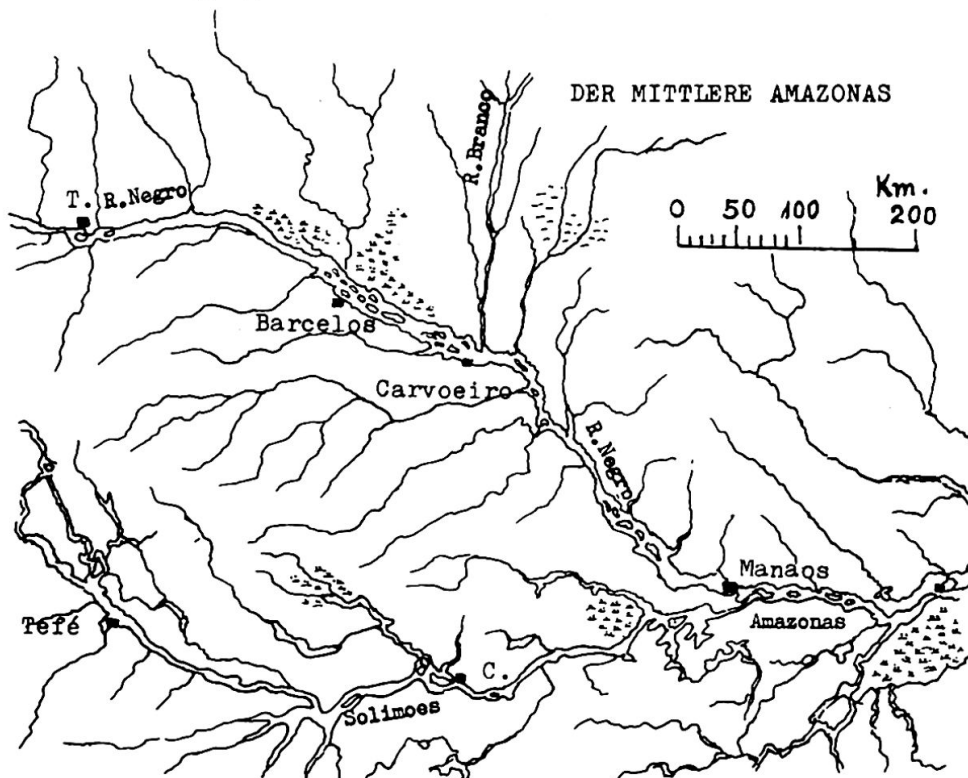 DER MITTLERE AMAZONAS
R. Branco
T.
R. Negro
Km.
0 50 100 200
Barcelos
Carvoeiro
R. Negro
Manaos
Amazonas
Tefé
C.
Solimoes